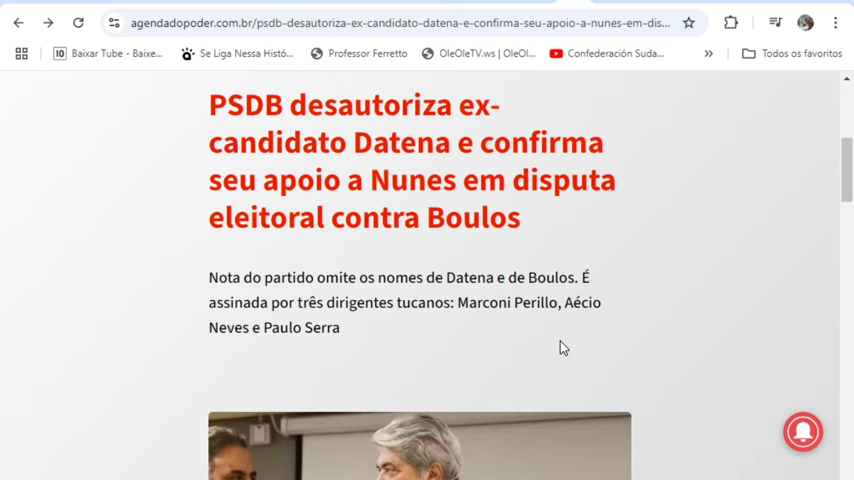 agendadopoder.com.br/psdb-desautoriza-ex-candidato-datena-e-confirma-seu-apoio-a-nunes-em-dis...
10 Baixar Tube - Baixe... Se Liga Nessa Histó... Professor Ferretto OleOleTV.ws | OleOl... Confederación Suda... » Todos os favoritos
PSDB desautoriza ex-
candidato Datena e confirma
seu apoio a Nunes em disputa
eleitoral contra Boulos
Nota do partido omite os nomes de Datena e de Boulos. É
assinada por três dirigentes tucanos: Marconi Perillo, Aécio
Neves e Paulo Serra